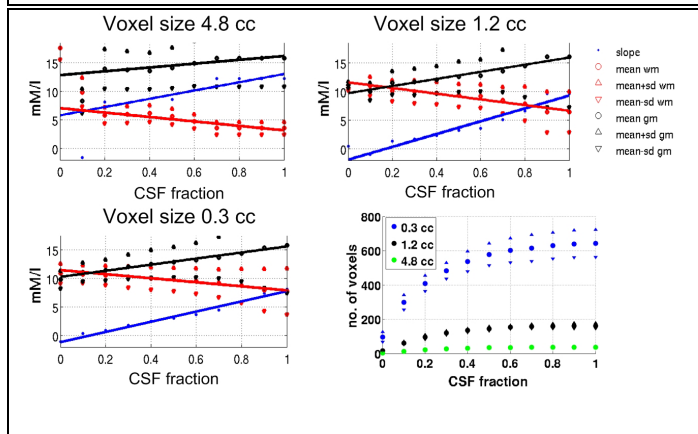 Voxel size 4.8 cc
Voxel size 1.2 cc
mM/l
15
10
5
0
0 0.2 0.4 0.6 0.8 1
CSF fraction
15
10
5
0
0 0.2 0.4 0.6 0.8 1
CSF fraction
slope
mean wm
mean+sd wm
mean-sd wm
mean gm
mean+sd gm
mean-sd gm
Voxel size 0.3 cc
mM/l
15
10
5
0
0 0.2 0.4 0.6 0.8 1
CSF fraction
no. of voxels
800
600
400
200
0
0.3 cc
1.2 cc
4.8 cc
0 0.2 0.4 0.6 0.8 1
CSF fraction